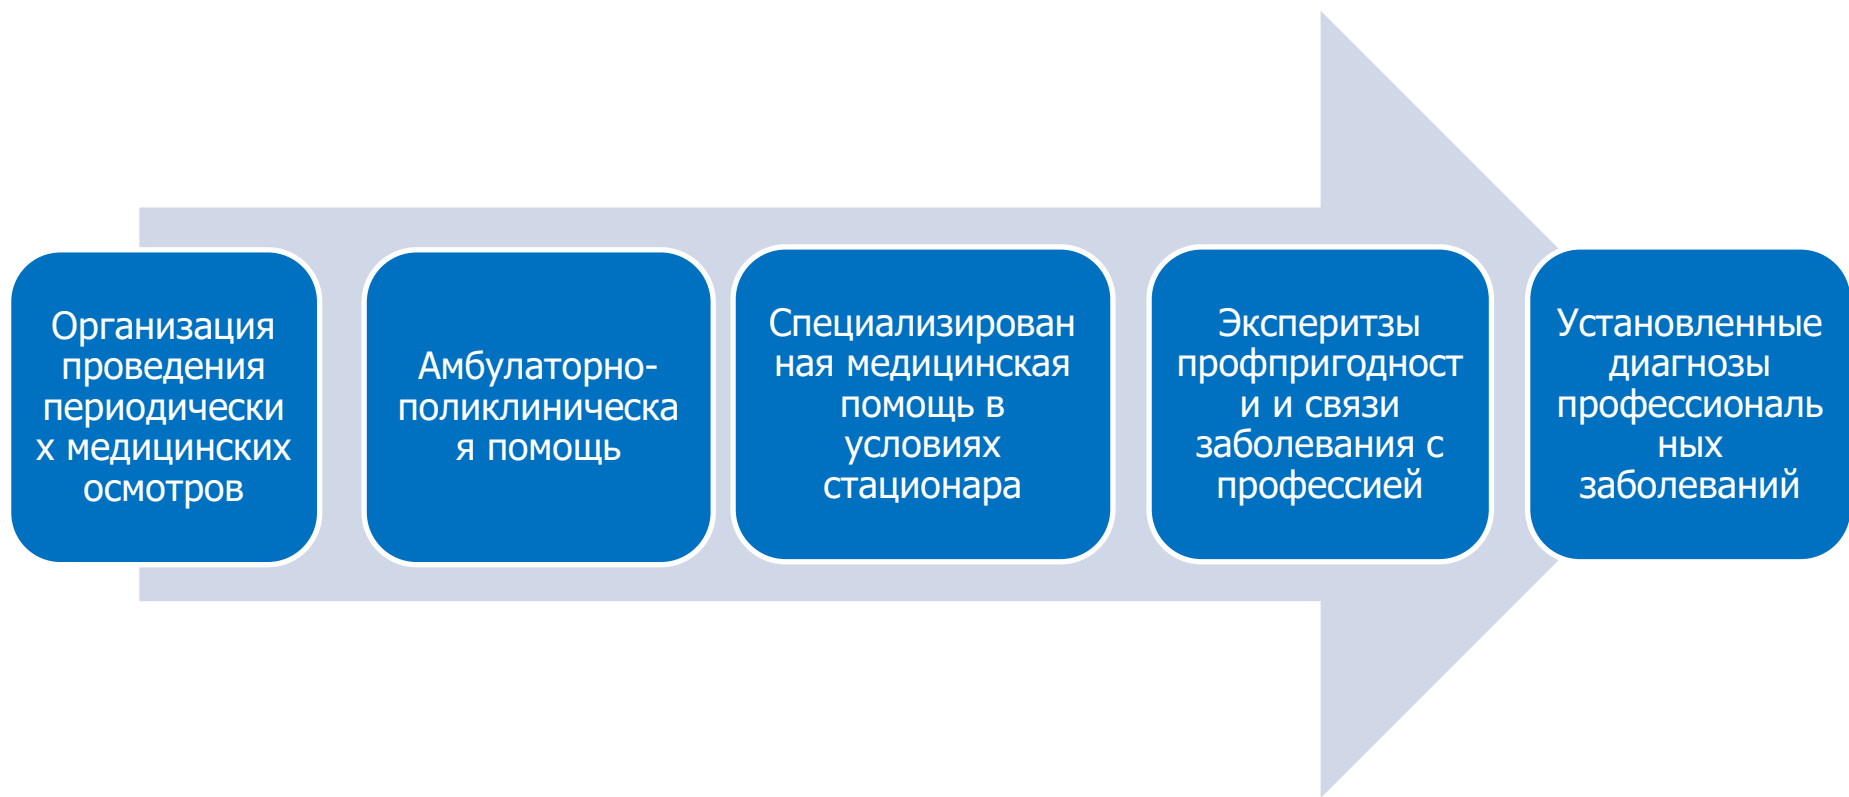 Организация
проведения
периодически
х медицинских
осмотров
Амбулаторно-
поликлиническа
я помощь
Специализирован
ная медицинская
помощь в
условиях
стационара
Эксперитзы
профпригодност
и и связи
заболевания с
профессией
Установленные
диагнозы
профессиональ
ных
заболеваний